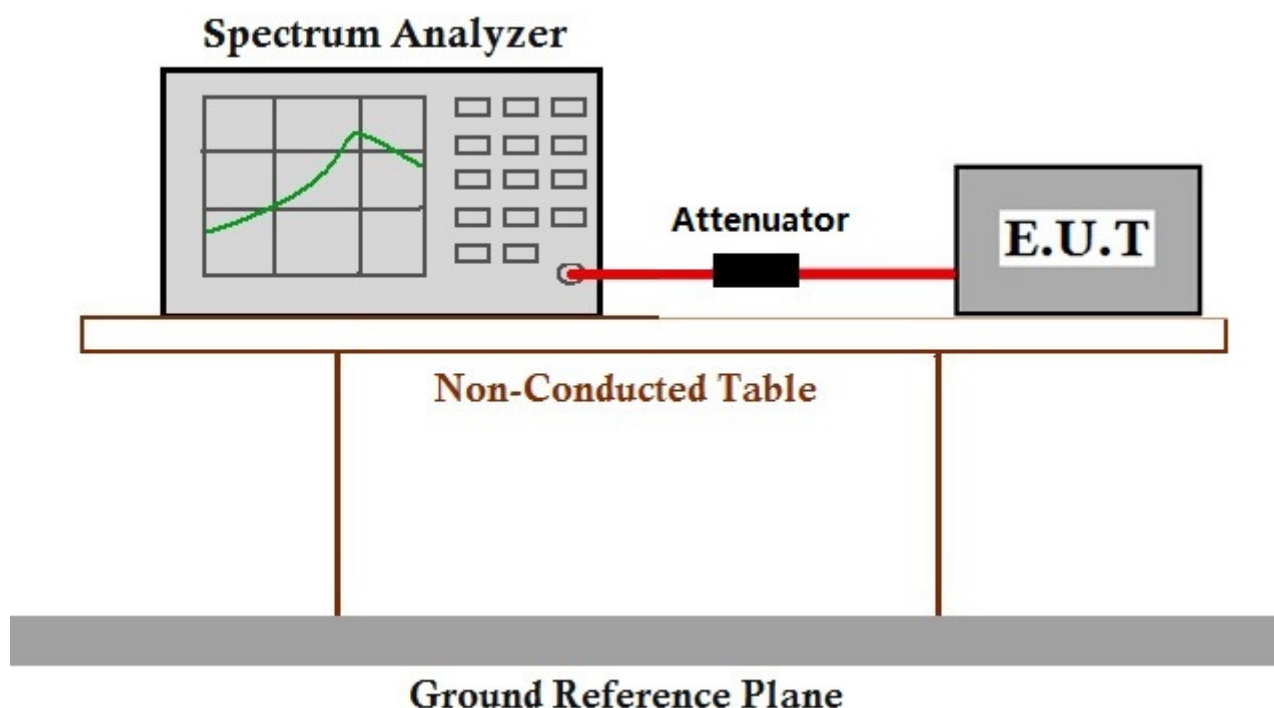 Spectrum Analyzer
Attenuator
E.U.T
Non-Conducted Table
Ground Reference Plane